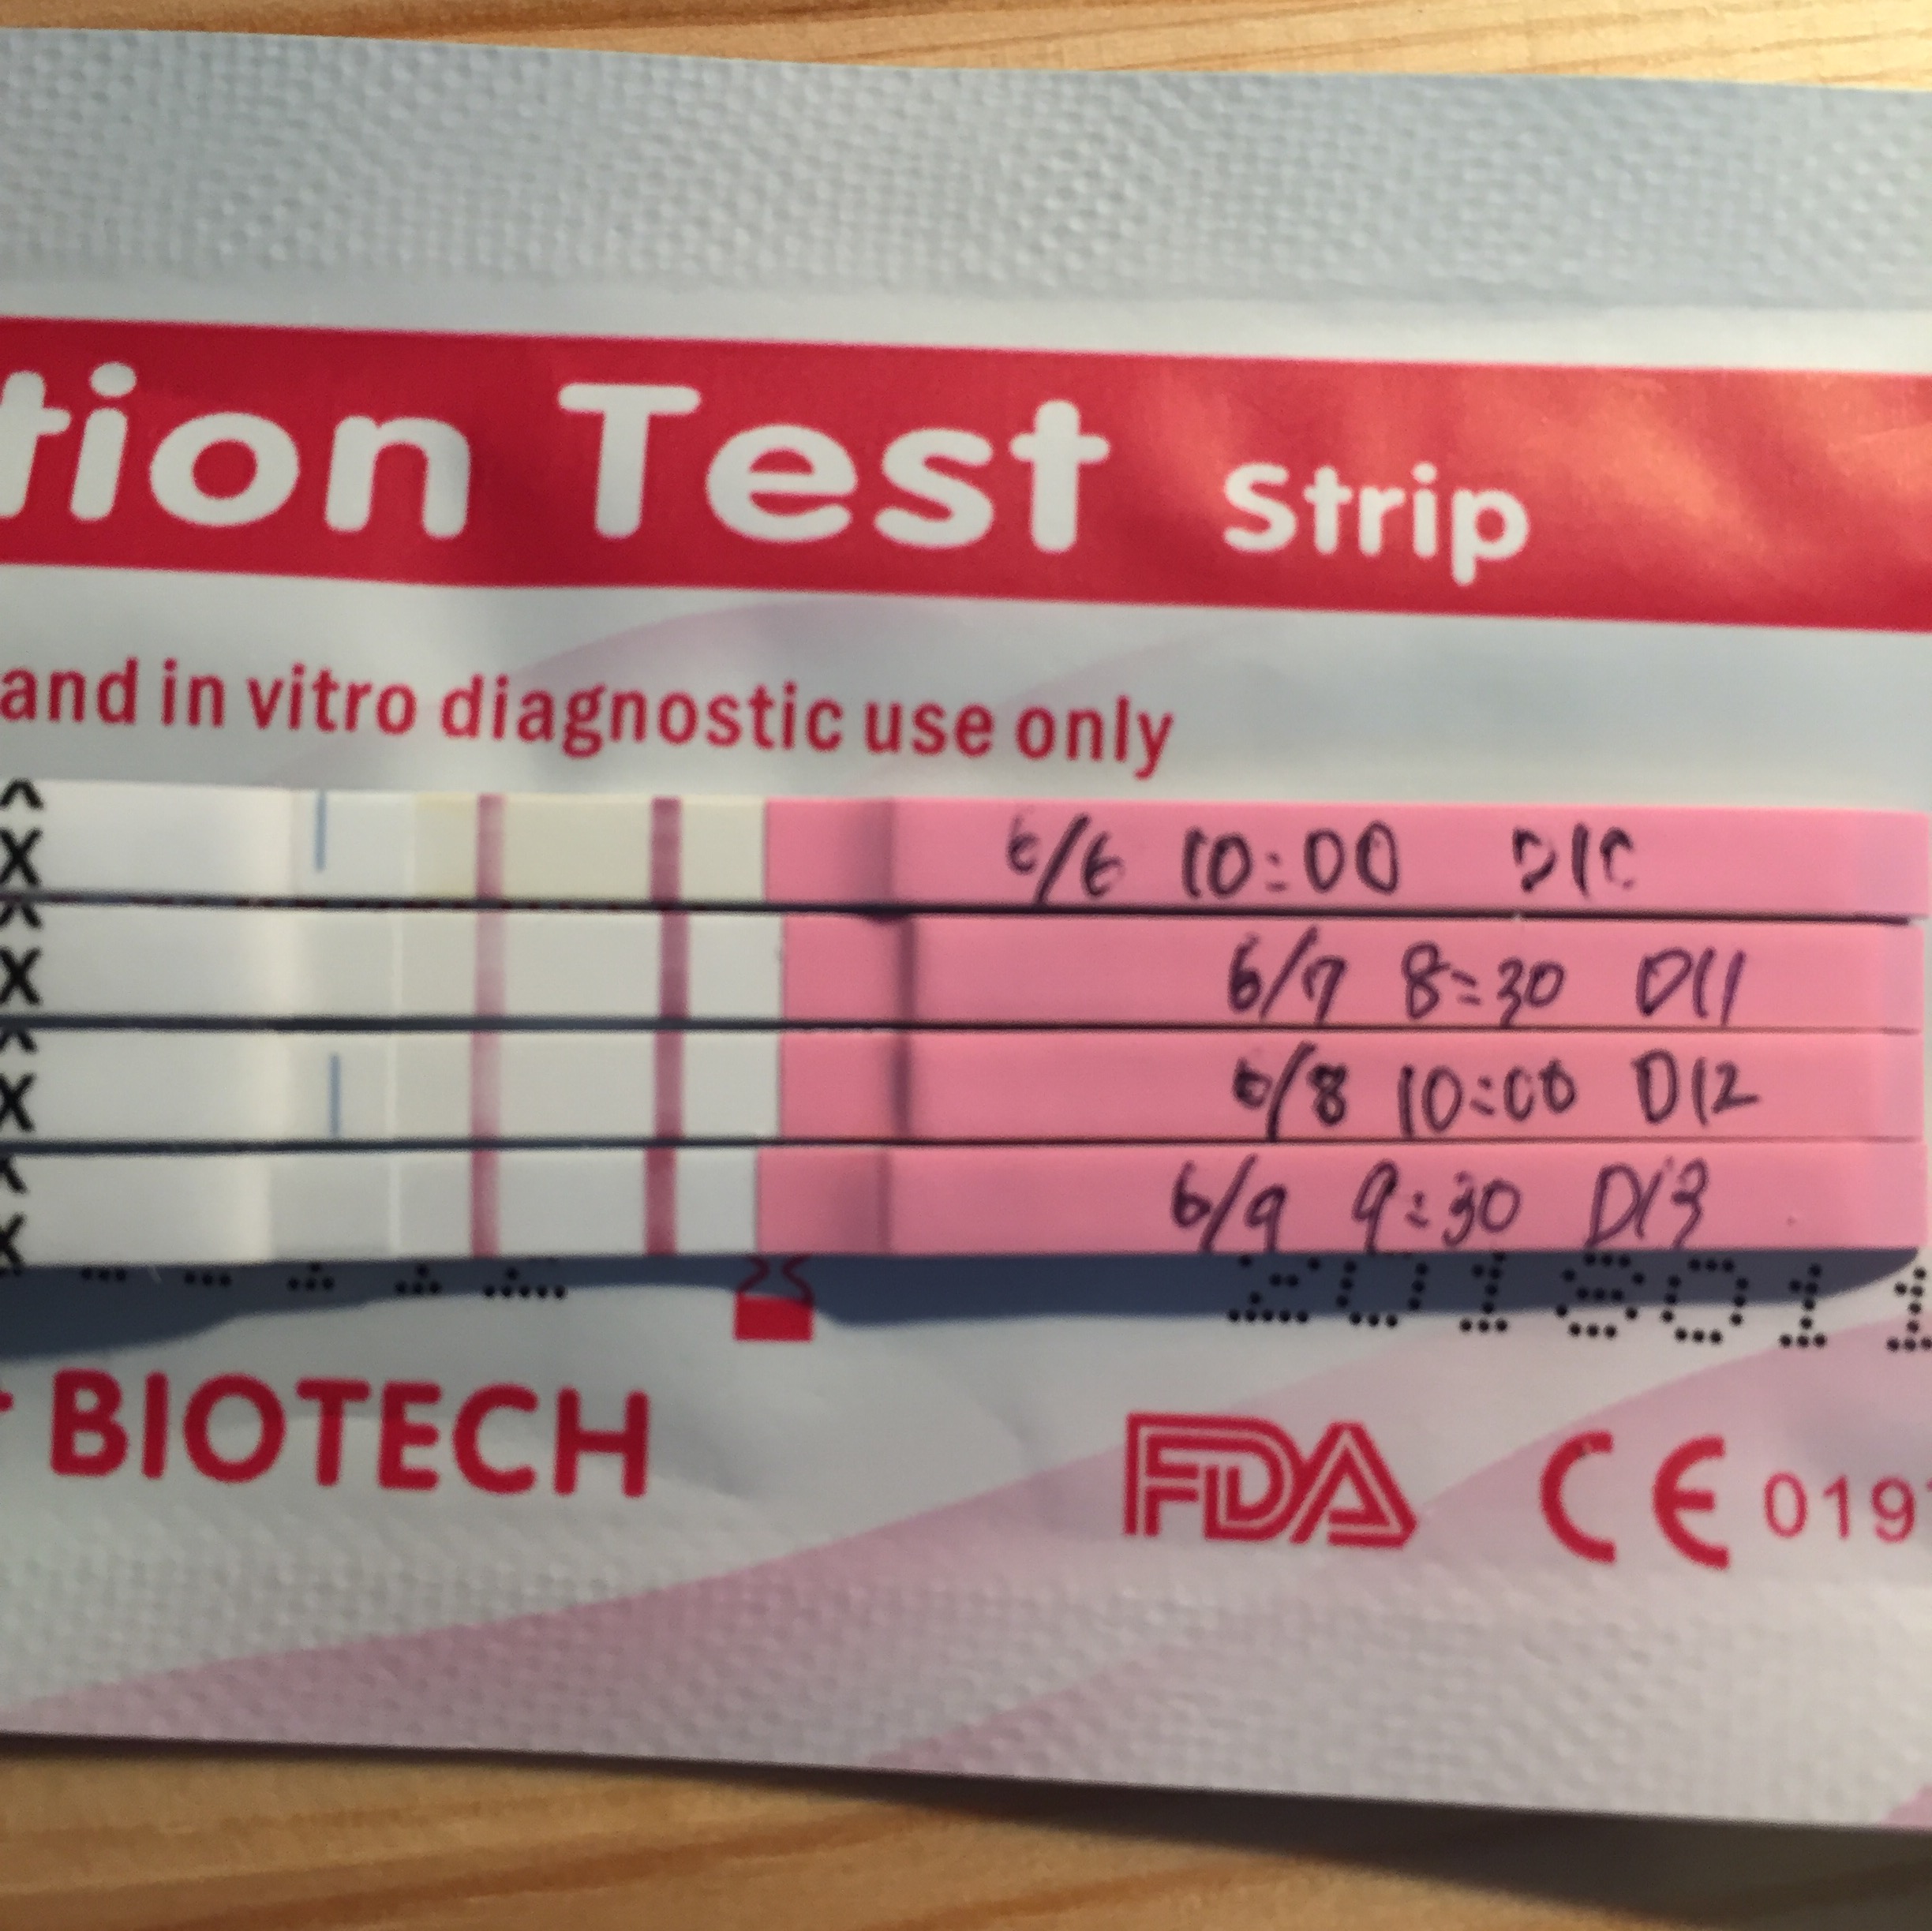 tion Test Strip
and in vitro diagnostic use only
X 6/6 10:00 D10
X 6/7 8:30 D11
X 6/8 10:00 D12
X 6/9 9:30 D13
BIOTECH
FDA CE 019